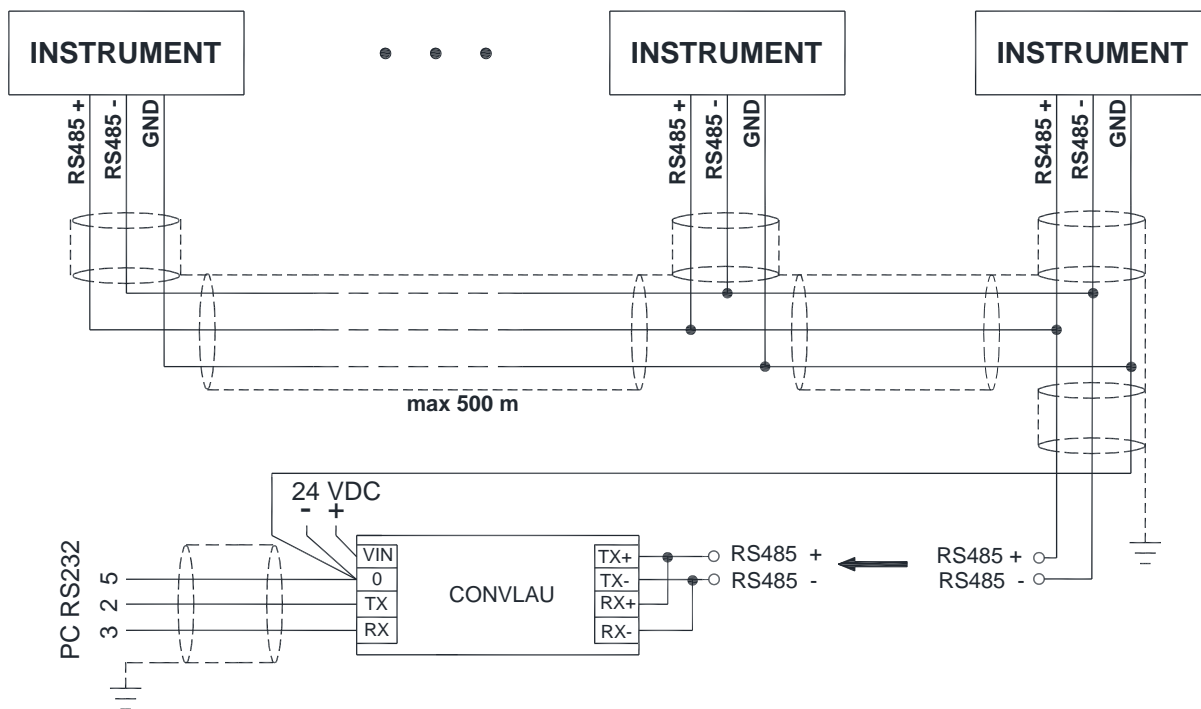 INSTRUMENT
INSTRUMENT
INSTRUMENT
RS485 +
RS485 -
GND
RS485 +
RS485 -
GND
RS485 +
RS485 -
GND
max 500 m
24 VDC
- +
PC RS232
5
2
3
VIN
0
TX
RX
CONVLAU
TX+
TX-
RX+
RX-
RS485 +
RS485 -
RS485 +
RS485 -